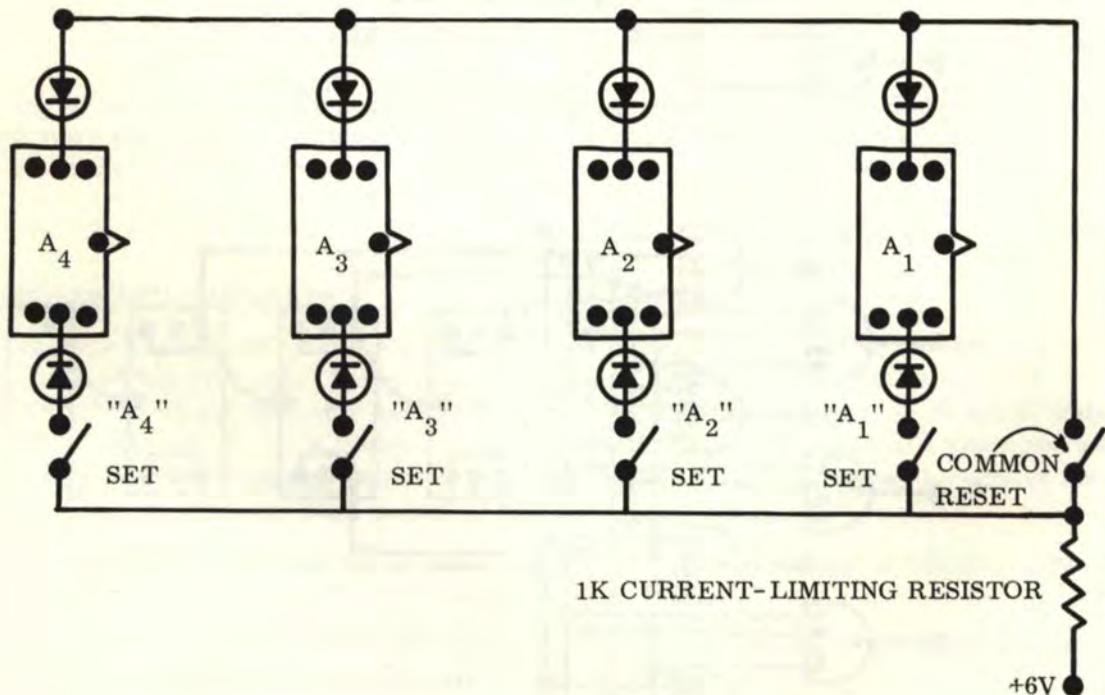 A4 A3 A2 A1
"A4" "A3" "A2" "A1"
SET SET SET SET
COMMON
RESET
1K CURRENT-LIMITING RESISTOR
+6V